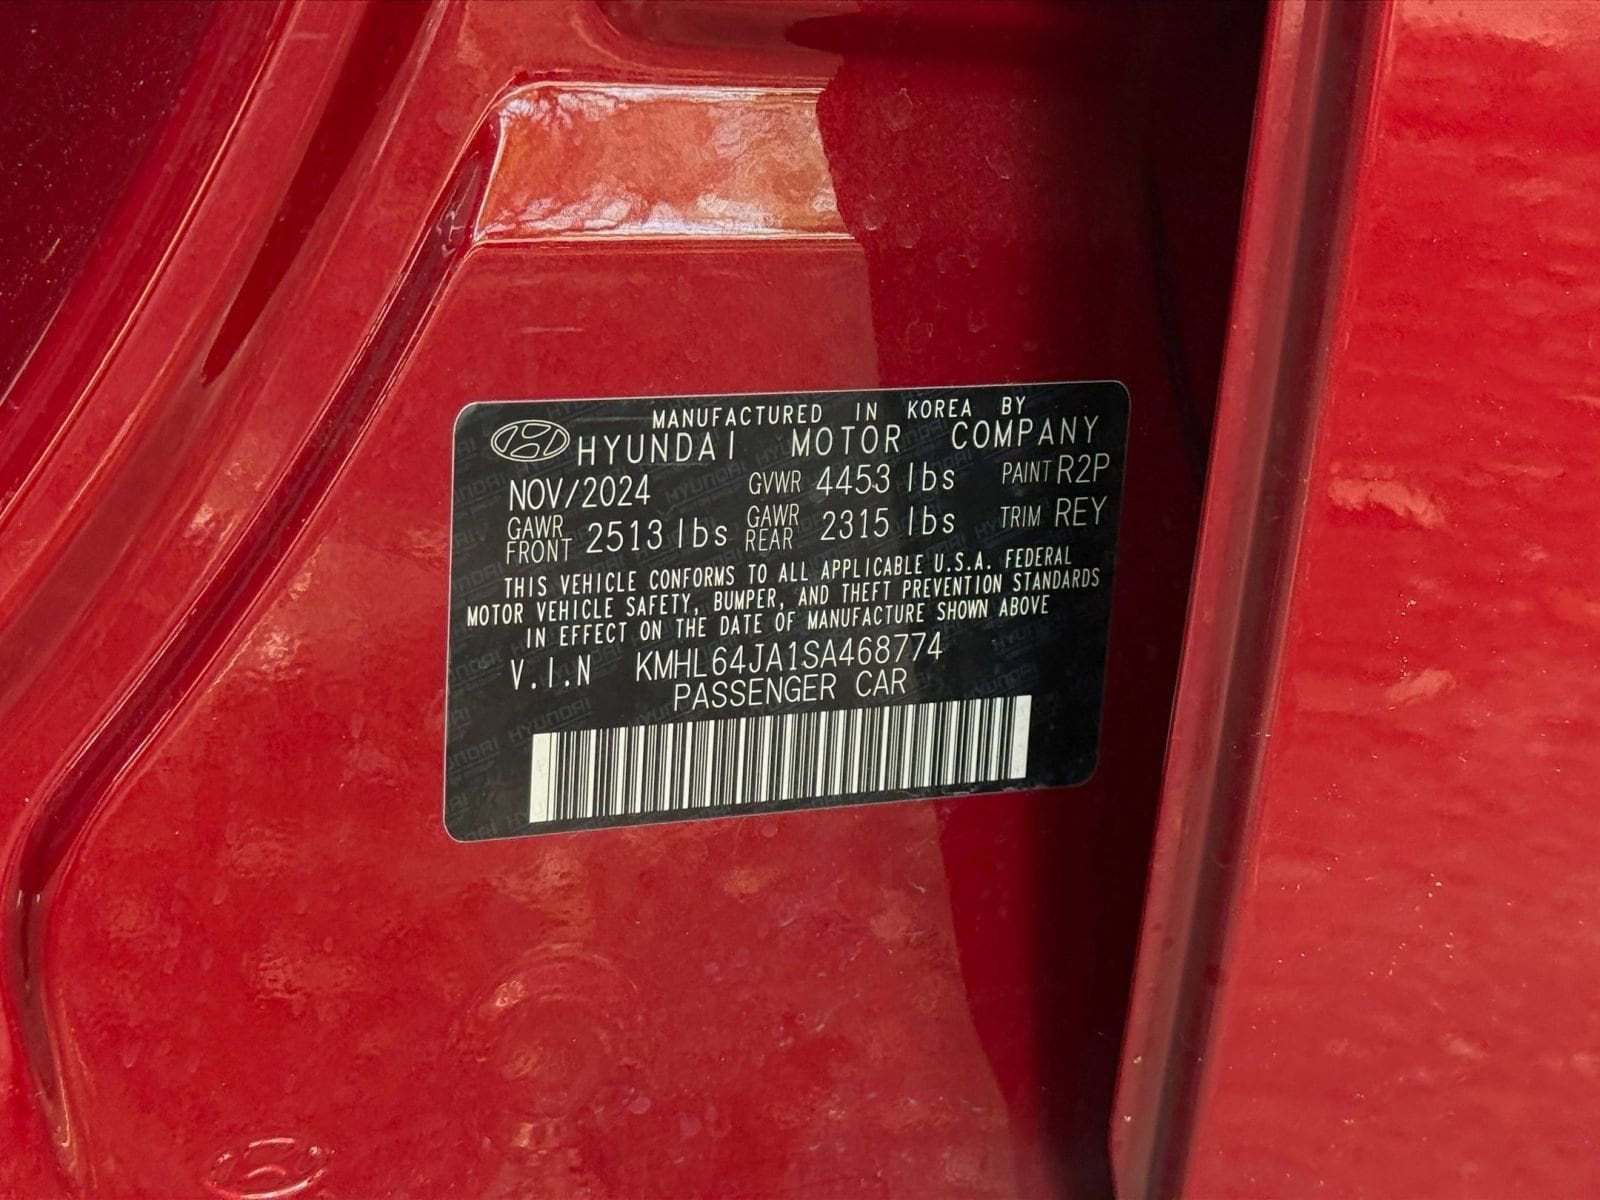 MANUFACTURED IN KOREA BY
HYUNDAI MOTOR COMPANY
NOV/2024 GVWR 4453 lbs PAINT R2P
GAWR FRONT 2513 lbs GAWR REAR 2315 lbs TRIM REY
THIS VEHICLE CONFORMS TO ALL APPLICABLE U.S.A. FEDERAL
MOTOR VEHICLE SAFETY, BUMPER, AND THEFT PREVENTION STANDARDS
IN EFFECT ON THE DATE OF MANUFACTURE SHOWN ABOVE
V.I.N KMHL64JA1SA468774
PASSENGER CAR